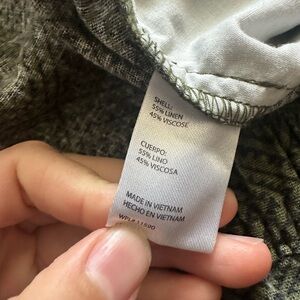 SHELL:
55% LINEN
45% VISCOSE
CUERPO:
55% LINO
45% VISCOSA
MADE IN VIETNAM
HECHO EN VIETNAM